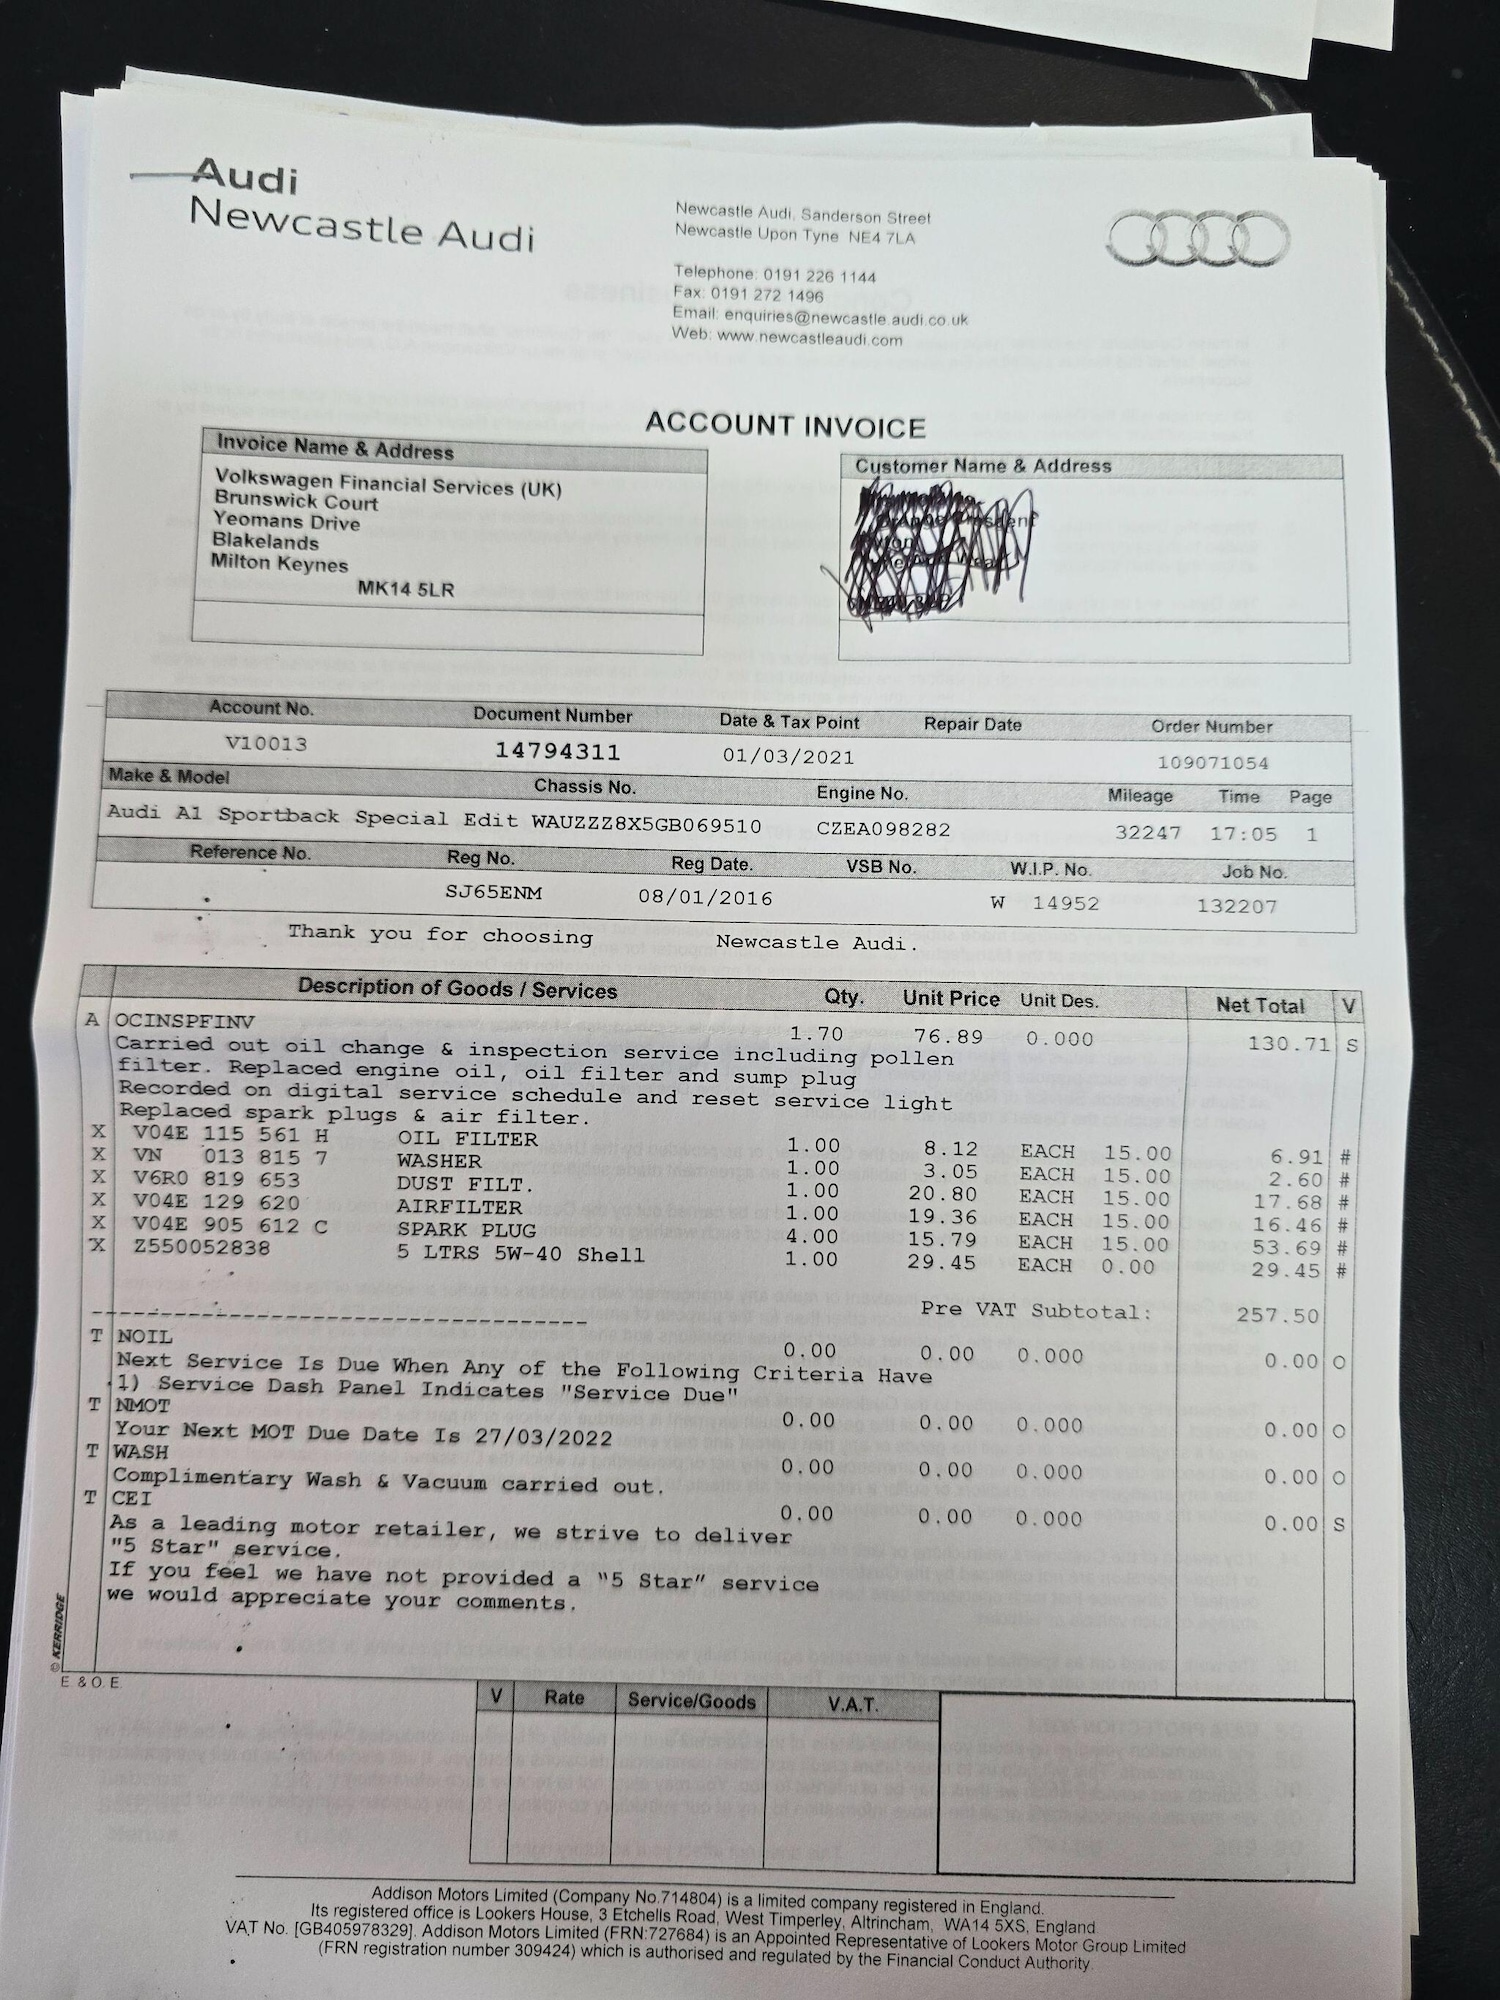 Audi
Newcastle Audi
Newcastle Audi, Sanderson Street
Newcastle Upon Tyne NE4 7LA
Telephone: 0191 226 1144
Fax: 0191 272 1496
Email: enquiries@newcastle.audi.co.uk
Web: www.newcastleaudi.com
ACCOUNT INVOICE
Invoice Name & Address
Volkswagen Financial Services (UK)
Brunswick Court
Yeomans Drive
Blakelands
Milton Keynes
MK14 5LR
Customer Name & Address
Account No. Document Number Date & Tax Point Repair Date Order Number
V10013 14794311 01/03/2021 109071054
Make & Model Chassis No. Engine No. Mileage Time Page
Audi A1 Sportback Special Edit WAUZZZ8X5GB069510 CZEA098282 32247 17:05 1
Reference No. Reg No. Reg Date. VSB No. W.I.P. No. Job No.
SJ65ENM 08/01/2016 W 14952 132207
Thank you for choosing Newcastle Audi.
Description of Goods / Services Qty. Unit Price Unit Des. Net Total V
A OCINSPFINV 1.70 76.89 0.000 130.71 S
Carried out oil change & inspection service including pollen
filter. Replaced engine oil, oil filter and sump plug
Recorded on digital service schedule and reset service light
Replaced spark plugs & air filter.
X V04E 115 561 H OIL FILTER 1.00 8.12 EACH 15.00 6.91 #
X VN 013 815 7 WASHER 1.00 3.05 EACH 15.00 2.60 #
X V6R0 819 653 DUST FILT. 1.00 20.80 EACH 15.00 17.68 #
X V04E 129 620 AIRFILTER 1.00 19.36 EACH 15.00 16.46 #
X V04E 905 612 C SPARK PLUG 4.00 15.79 EACH 15.00 53.69 #
X Z550052838 5 LTRS 5W-40 Shell 1.00 29.45 EACH 0.00 29.45 #
Pre VAT Subtotal: 257.50
T NOIL 0.00 0.00 0.000 0.00 O
Next Service Is Due When Any of the Following Criteria Have
1) Service Dash Panel Indicates "Service Due"
T NMOT 0.00 0.00 0.000 0.00 O
Your Next MOT Due Date Is 27/03/2022
T WASH 0.00 0.00 0.000 0.00 O
Complimentary Wash & Vacuum carried out.
T CEI 0.00 0.00 0.000 0.00 S
As a leading motor retailer, we strive to deliver
"5 Star" service.
If you feel we have not provided a "5 Star" service
we would appreciate your comments.
© KERRIDGE
E. & O. E.
V Rate Service/Goods V.A.T.
Addison Motors Limited (Company No.714804) is a limited company registered in England.
Its registered office is Lookers House, 3 Etchells Road, West Timperley, Altrincham, WA14 5XS, England
VAT No. [GB405978329]. Addison Motors Limited (FRN:727684) is an Appointed Representative of Lookers Motor Group Limited
(FRN registration number 309424) which is authorised and regulated by the Financial Conduct Authority.